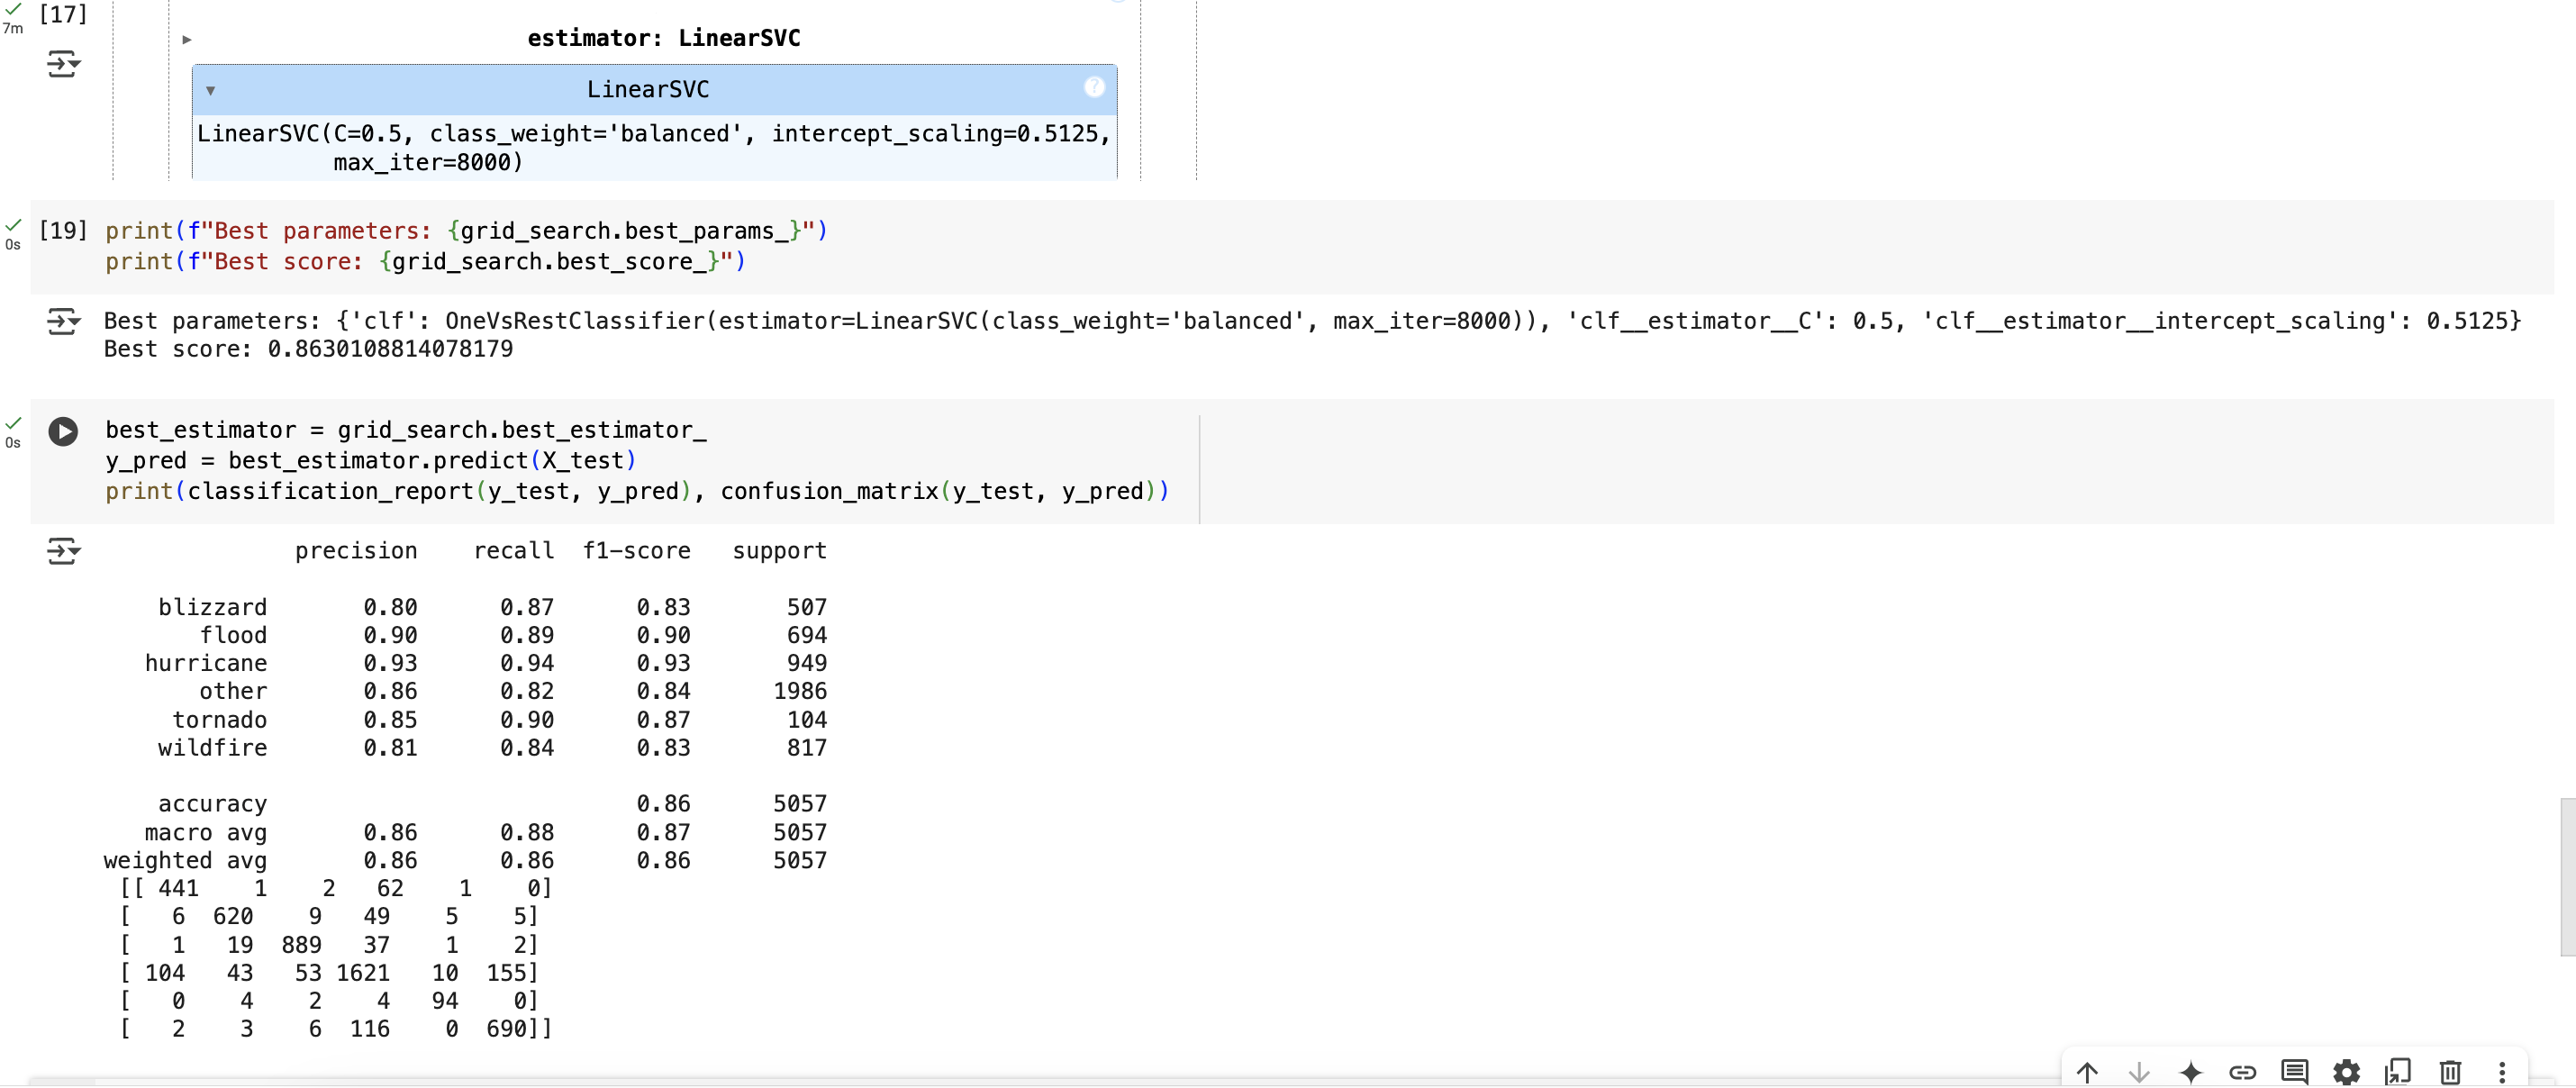 [17]
7m
estimator: LinearSVC
LinearSVC
?
LinearSVC(C=0.5, class_weight='balanced', intercept_scaling=0.5125,
max_iter=8000)
[19] print(f"Best parameters: {grid_search.best_params_}")
0s
print(f"Best score: {grid_search.best_score_}")
Best parameters: {'clf': OneVsRestClassifier(estimator=LinearSVC(class_weight='balanced', max_iter=8000)), 'clf__estimator__C': 0.5, 'clf__estimator__intercept_scaling': 0.5125}
Best score: 0.8630108814078179
0s
best_estimator = grid_search.best_estimator_
y_pred = best_estimator.predict(X_test)
print(classification_report(y_test, y_pred), confusion_matrix(y_test, y_pred))
precision recall f1-score support
blizzard 0.80 0.87 0.83 507
flood 0.90 0.89 0.90 694
hurricane 0.93 0.94 0.93 949
other 0.86 0.82 0.84 1986
tornado 0.85 0.90 0.87 104
wildfire 0.81 0.84 0.83 817
accuracy 0.86 5057
macro avg 0.86 0.88 0.87 5057
weighted avg 0.86 0.86 0.86 5057
[[ 441 1 2 62 1 0]
[ 6 620 9 49 5 5]
[ 1 19 889 37 1 2]
[ 104 43 53 1621 10 155]
[ 0 4 2 4 94 0]
[ 2 3 6 116 0 690]]